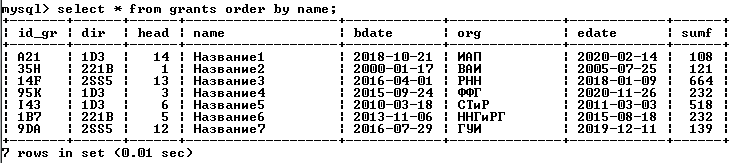 mysql> select * from grants order by name;
id_gr | dir | head | name | bdate | org | edate | sumf
A21 | 1D3 | 14 | Название1 | 2018-10-21 | ИАП | 2020-02-14 | 108
35H | 221B | 1 | Название2 | 2000-01-17 | ВАИ | 2005-07-25 | 121
14F | 2SS5 | 13 | Название3 | 2016-04-01 | РНН | 2018-01-09 | 664
95K | 1D3 | 3 | Название4 | 2015-09-24 | ФФГ | 2020-11-26 | 232
I43 | 1D3 | 6 | Название5 | 2010-03-18 | СТиР | 2011-03-03 | 518
1B7 | 221B | 5 | Название6 | 2013-11-06 | ННГиРГ | 2015-08-18 | 232
9DA | 2SS5 | 12 | Название7 | 2016-07-29 | ГУИ | 2019-12-11 | 139
7 rows in set (0.01 sec)